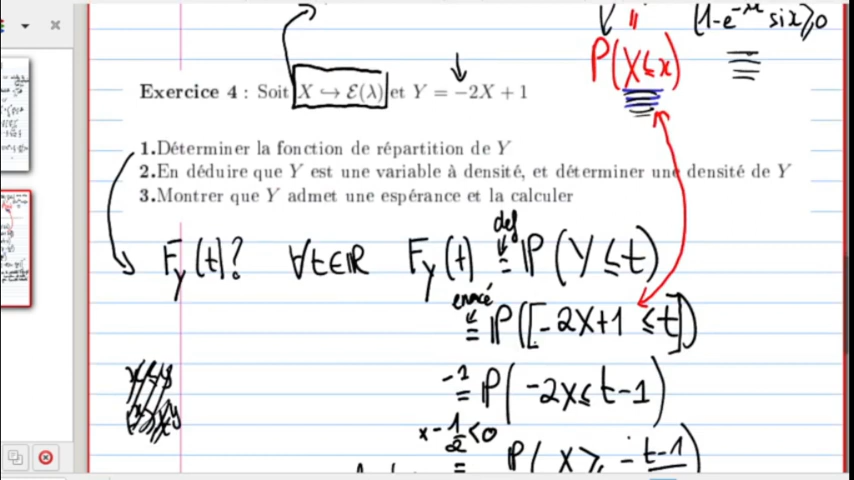 (1-e^-λx si x ≥ 0
P(X ≤ x)
Exercice 4 : Soit X ↪ ℰ(λ) et Y = −2X + 1
1.Déterminer la fonction de répartition de Y
2.En déduire que Y est une variable à densité, et déterminer une densité de Y
3.Montrer que Y admet une espérance et la calculer
def
F_Y(t)? ∀t∈ℝ F_Y(t) = P(Y ≤ t)
énoncé
= P([-2X+1 ≤ t])
-1
= P(-2X ≤ t-1)
x - 1/2 < 0
= P(X ≥ - t-1